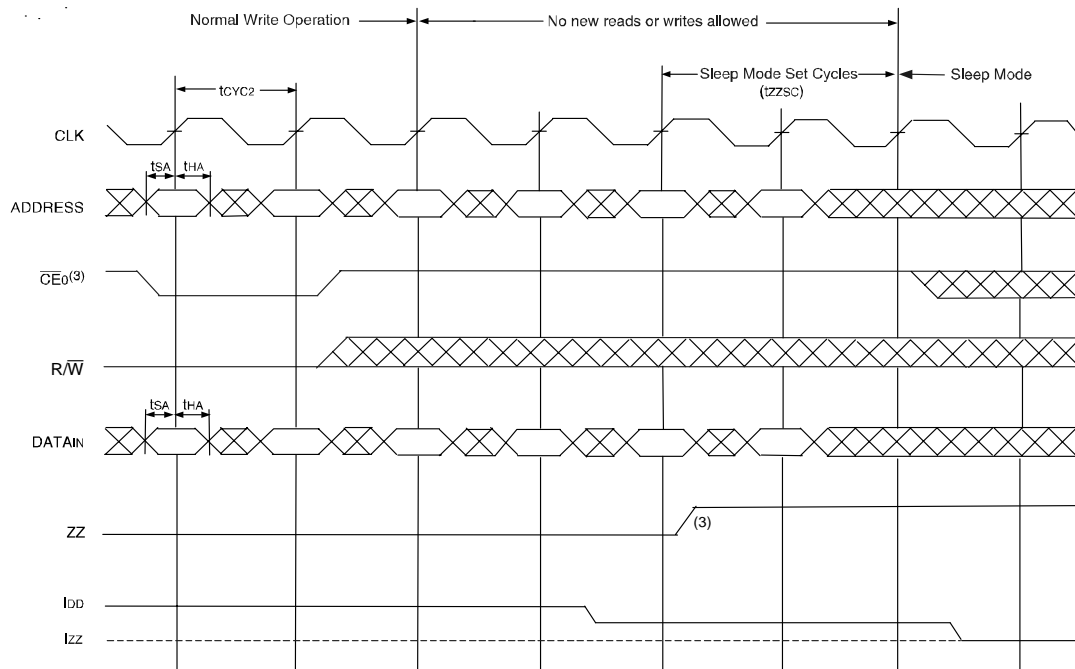 Normal Write Operation
No new reads or writes allowed
Sleep Mode Set Cycles
(tZZSC)
Sleep Mode
tCYC2
CLK
tSA tHA
ADDRESS
CE0(3)
R/W
tSA tHA
DATAIN
ZZ
(3)
IDD
IZZ